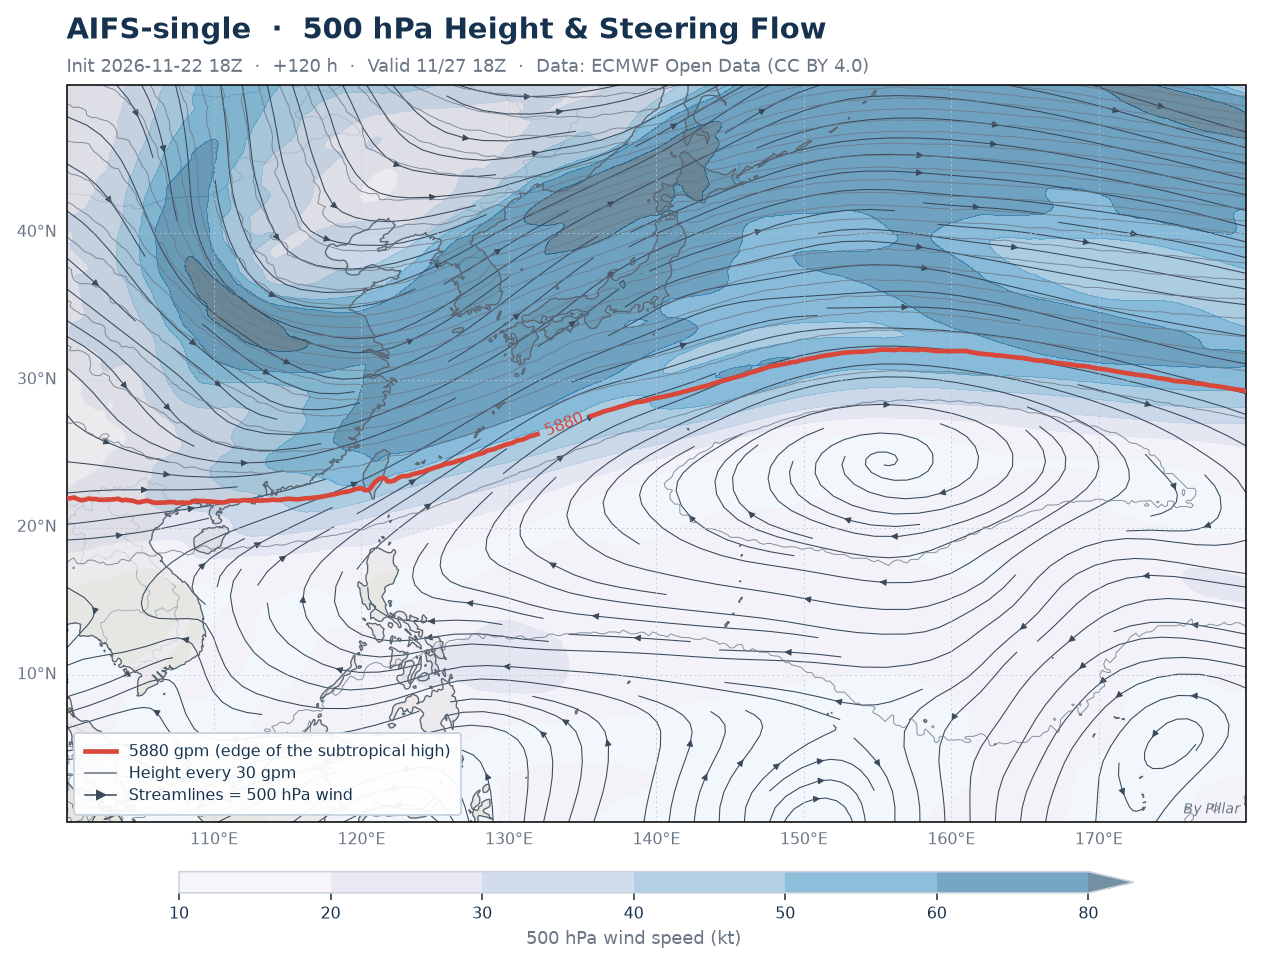 AIFS-single · 500 hPa Height & Steering Flow
Init 2026-11-22 18Z · +120 h · Valid 11/27 18Z · Data: ECMWF Open Data (CC BY 4.0)
40°N
30°N
20°N
10°N
5880
5880 gpm (edge of the subtropical high)
Height every 30 gpm
Streamlines = 500 hPa wind
By Pillar
110°E 120°E 130°E 140°E 150°E 160°E 170°E
10 20 30 40 50 60 80
500 hPa wind speed (kt)